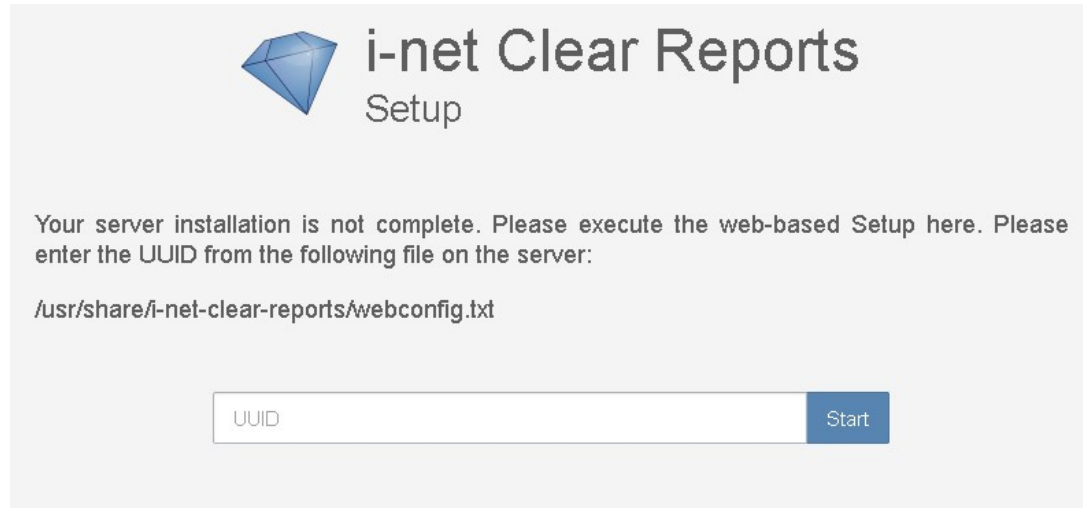 i-net Clear Reports
Setup
Your server installation is not complete. Please execute the web-based Setup here. Please
enter the UUID from the following file on the server:
/usr/share/i-net-clear-reports/webconfig.txt
UUID
Start